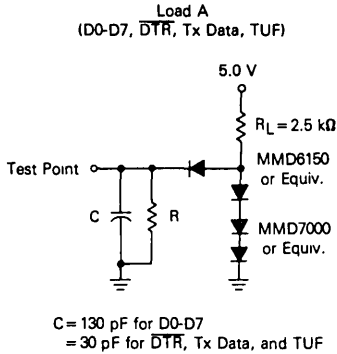 Load A
(D0-D7, DTR, Tx Data, TUF)
5.0 V
RL = 2.5 kΩ
Test Point
MMD6150
or Equiv.
C
R
MMD7000
or Equiv.
C = 130 pF for D0-D7
= 30 pF for DTR, Tx Data, and TUF